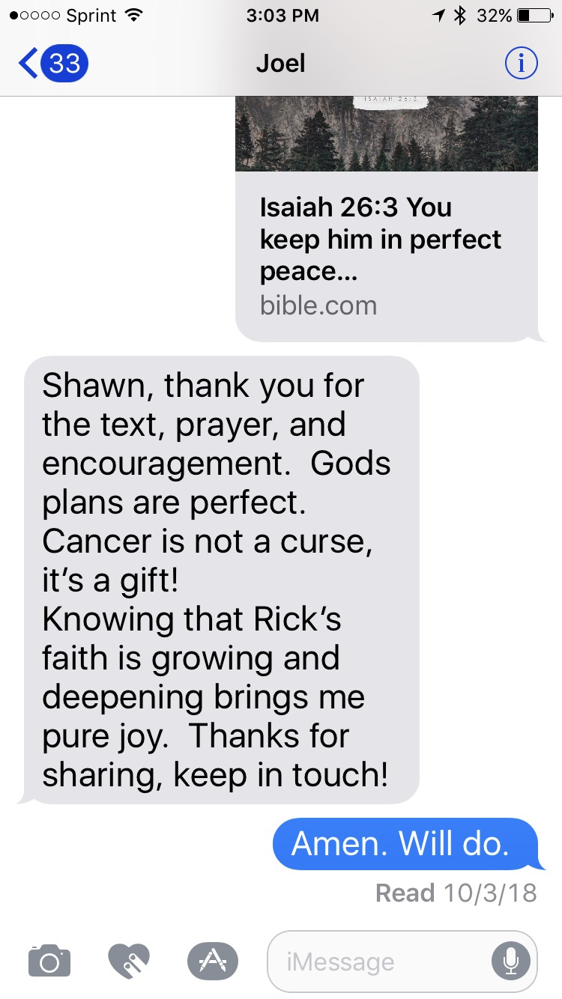 Sprint 3:03 PM 32%
33 Joel
ISAIAH 26:3
Isaiah 26:3 You
keep him in perfect
peace...
bible.com
Shawn, thank you for
the text, prayer, and
encouragement.  Gods
plans are perfect.
Cancer is not a curse,
it’s a gift!
Knowing that Rick’s
faith is growing and
deepening brings me
pure joy.  Thanks for
sharing, keep in touch!
Amen. Will do.
Read 10/3/18
iMessage